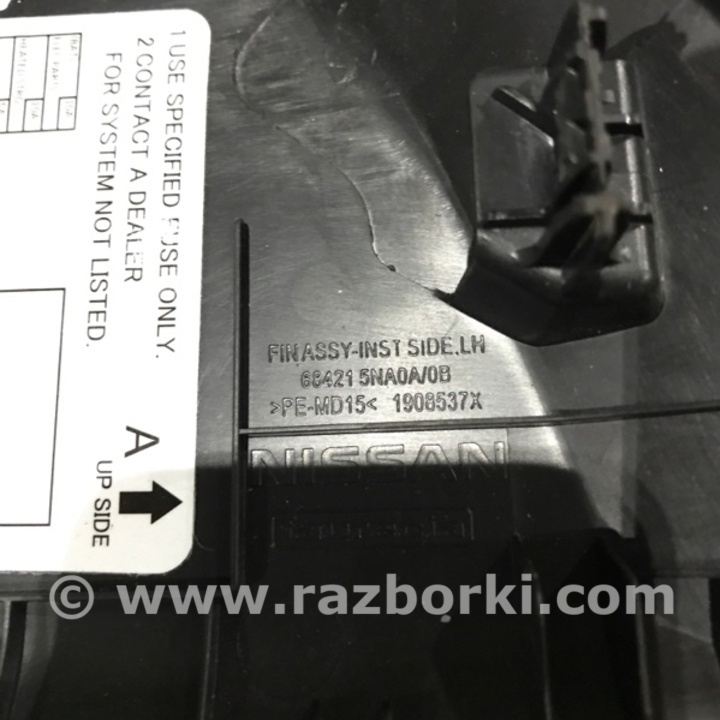 1 USE SPECIFIED FUSE ONLY.
2 CONTACT A DEALER
FOR SYSTEM NOT LISTED.
A
UP SIDE
FIN ASSY-INST SIDE, LH
68421 5NA0A/0B
>PE-MD15< 1908537X
NISSAN
© www.razborki.com